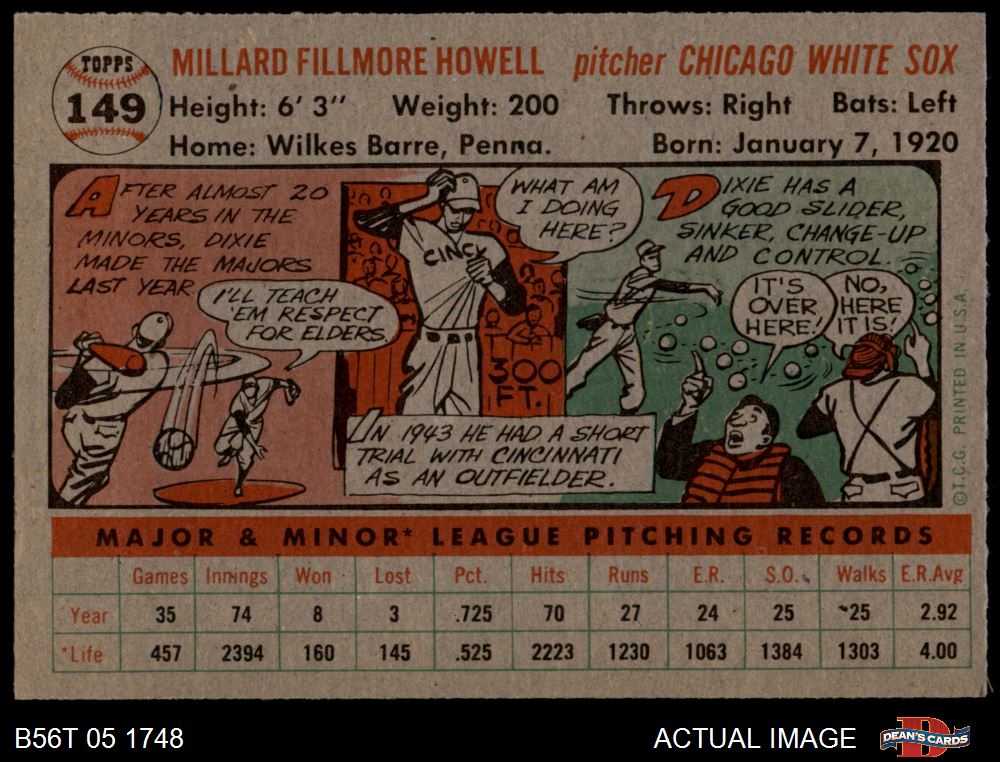 TOPPS
149
MILLARD FILLMORE HOWELL pitcher CHICAGO WHITE SOX
Height: 6' 3" Weight: 200 Throws: Right Bats: Left
Home: Wilkes Barre, Penna. Born: January 7, 1920
AFTER ALMOST 20
YEARS IN THE
MINORS, DIXIE
MADE THE MAJORS
LAST YEAR
I'LL TEACH
'EM RESPECT
FOR ELDERS.
WHAT AM
I DOING
HERE?
CINCY
300
FT.
IN 1943 HE HAD A SHORT
TRIAL WITH CINCINNATI
AS AN OUTFIELDER.
DIXIE HAS A
GOOD SLIDER,
SINKER, CHANGE-UP
AND CONTROL.
IT'S
OVER
HERE!
NO,
HERE
IT IS!
©T.C.G. PRINTED IN U.S.A.
MAJOR & MINOR* LEAGUE PITCHING RECORDS
Games Innings Won Lost Pct. Hits Runs E.R. S.O. Walks E.R.Avg
Year 35 74 8 3 .725 70 27 24 25 25 2.92
*Life 457 2394 160 145 .525 2223 1230 1063 1384 1303 4.00
B56T 05 1748 ACTUAL IMAGE
D
DEAN'S CARDS